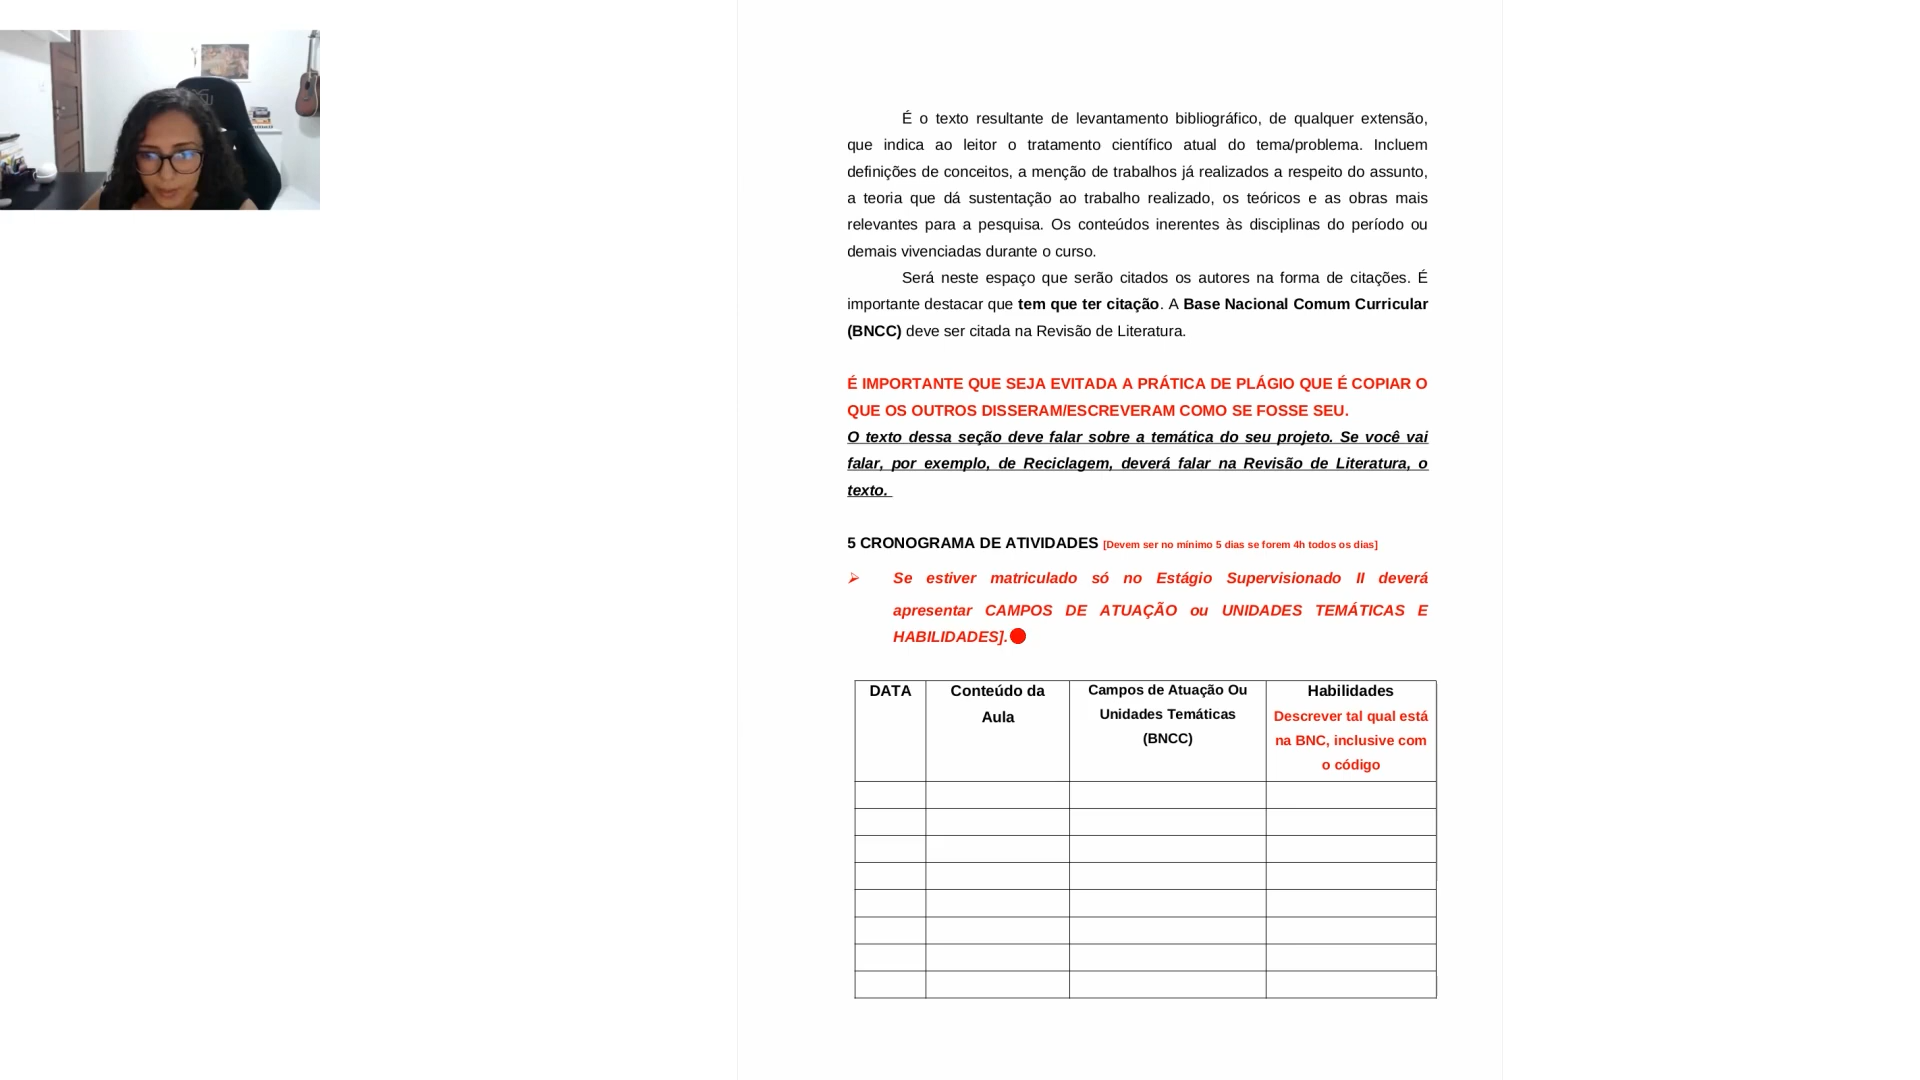 É o texto resultante de levantamento bibliográfico, de qualquer extensão,
que indica ao leitor o tratamento científico atual do tema/problema. Incluem
definições de conceitos, a menção de trabalhos já realizados a respeito do assunto,
a teoria que dá sustentação ao trabalho realizado, os teóricos e as obras mais
relevantes para a pesquisa. Os conteúdos inerentes às disciplinas do período ou
demais vivenciadas durante o curso.
Será neste espaço que serão citados os autores na forma de citações. É
importante destacar que tem que ter citação. A Base Nacional Comum Curricular
(BNCC) deve ser citada na Revisão de Literatura.
É IMPORTANTE QUE SEJA EVITADA A PRÁTICA DE PLÁGIO QUE É COPIAR O
QUE OS OUTROS DISSERAM/ESCREVERAM COMO SE FOSSE SEU.
O texto dessa seção deve falar sobre a temática do seu projeto. Se você vai
falar, por exemplo, de Reciclagem, deverá falar na Revisão de Literatura, o
texto.
5 CRONOGRAMA DE ATIVIDADES [Devem ser no mínimo 5 dias se forem 4h todos os dias]
➢ Se estiver matriculado só no Estágio Supervisionado II deverá
apresentar CAMPOS DE ATUAÇÃO ou UNIDADES TEMÁTICAS E
HABILIDADES].
DATA
Conteúdo da
Aula
Campos de Atuação Ou
Unidades Temáticas
(BNCC)
Habilidades
Descrever tal qual está
na BNC, inclusive com
o código